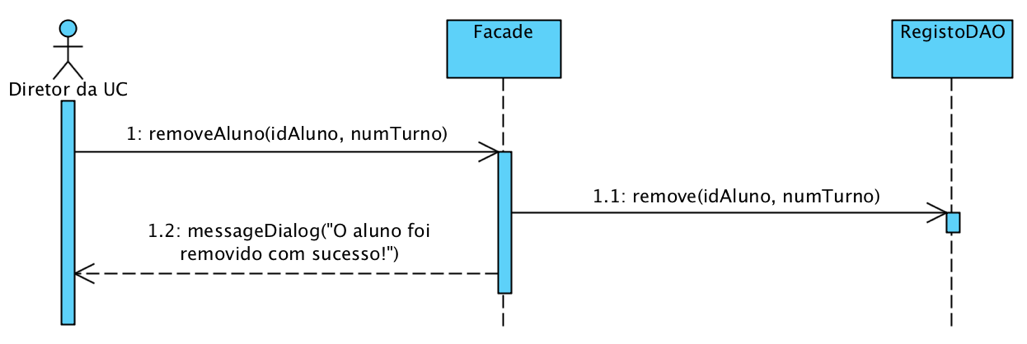 Facade
RegistoDAO
Diretor da UC
1: removeAluno(idAluno, numTurno)
1.1: remove(idAluno, numTurno)
1.2: messageDialog("O aluno foi
removido com sucesso!")